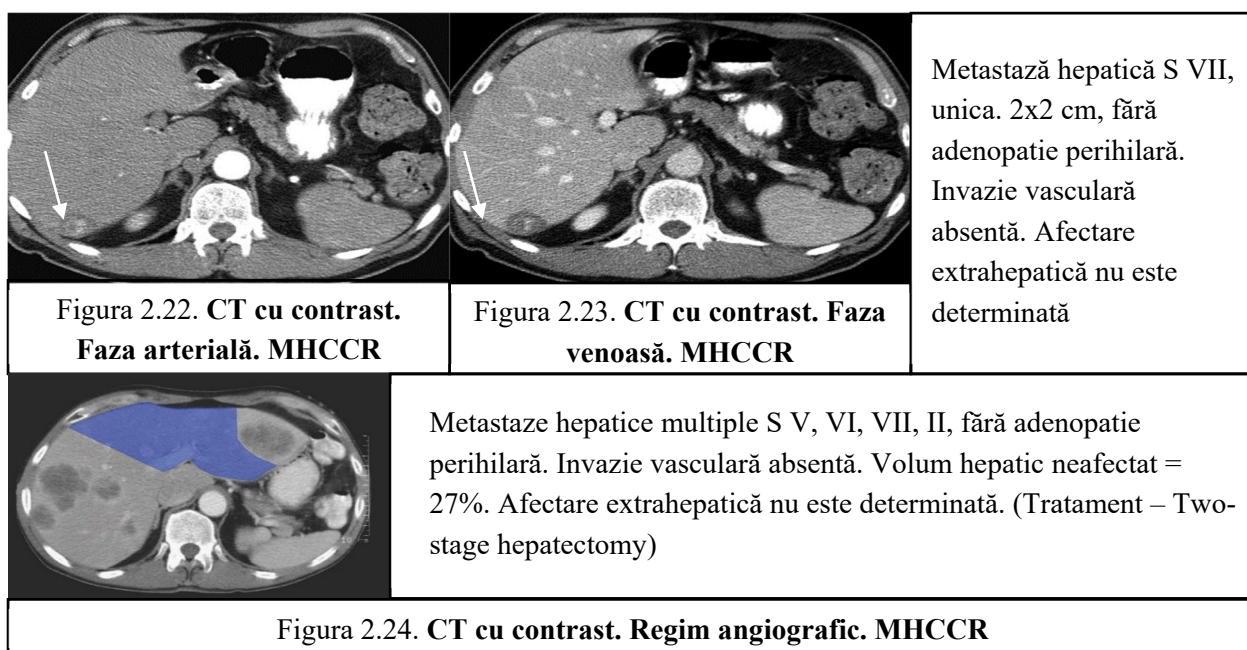 Metastază hepatică S VII,
unica. 2x2 cm, fără
adenopatie perihilară.
Invazie vasculară
absentă. Afectare
extrahepatică nu este
determinată
Figura 2.22. CT cu contrast.
Faza arterială. MHCCR
Figura 2.23. CT cu contrast. Faza
venoasă. MHCCR
Metastaze hepatice multiple S V, VI, VII, II, fără adenopatie
perihilară. Invazie vasculară absentă. Volum hepatic neafectat =
27%. Afectare extrahepatică nu este determinată. (Tratament – Two-
stage hepatectomy)
Figura 2.24. CT cu contrast. Regim angiografic. MHCCR